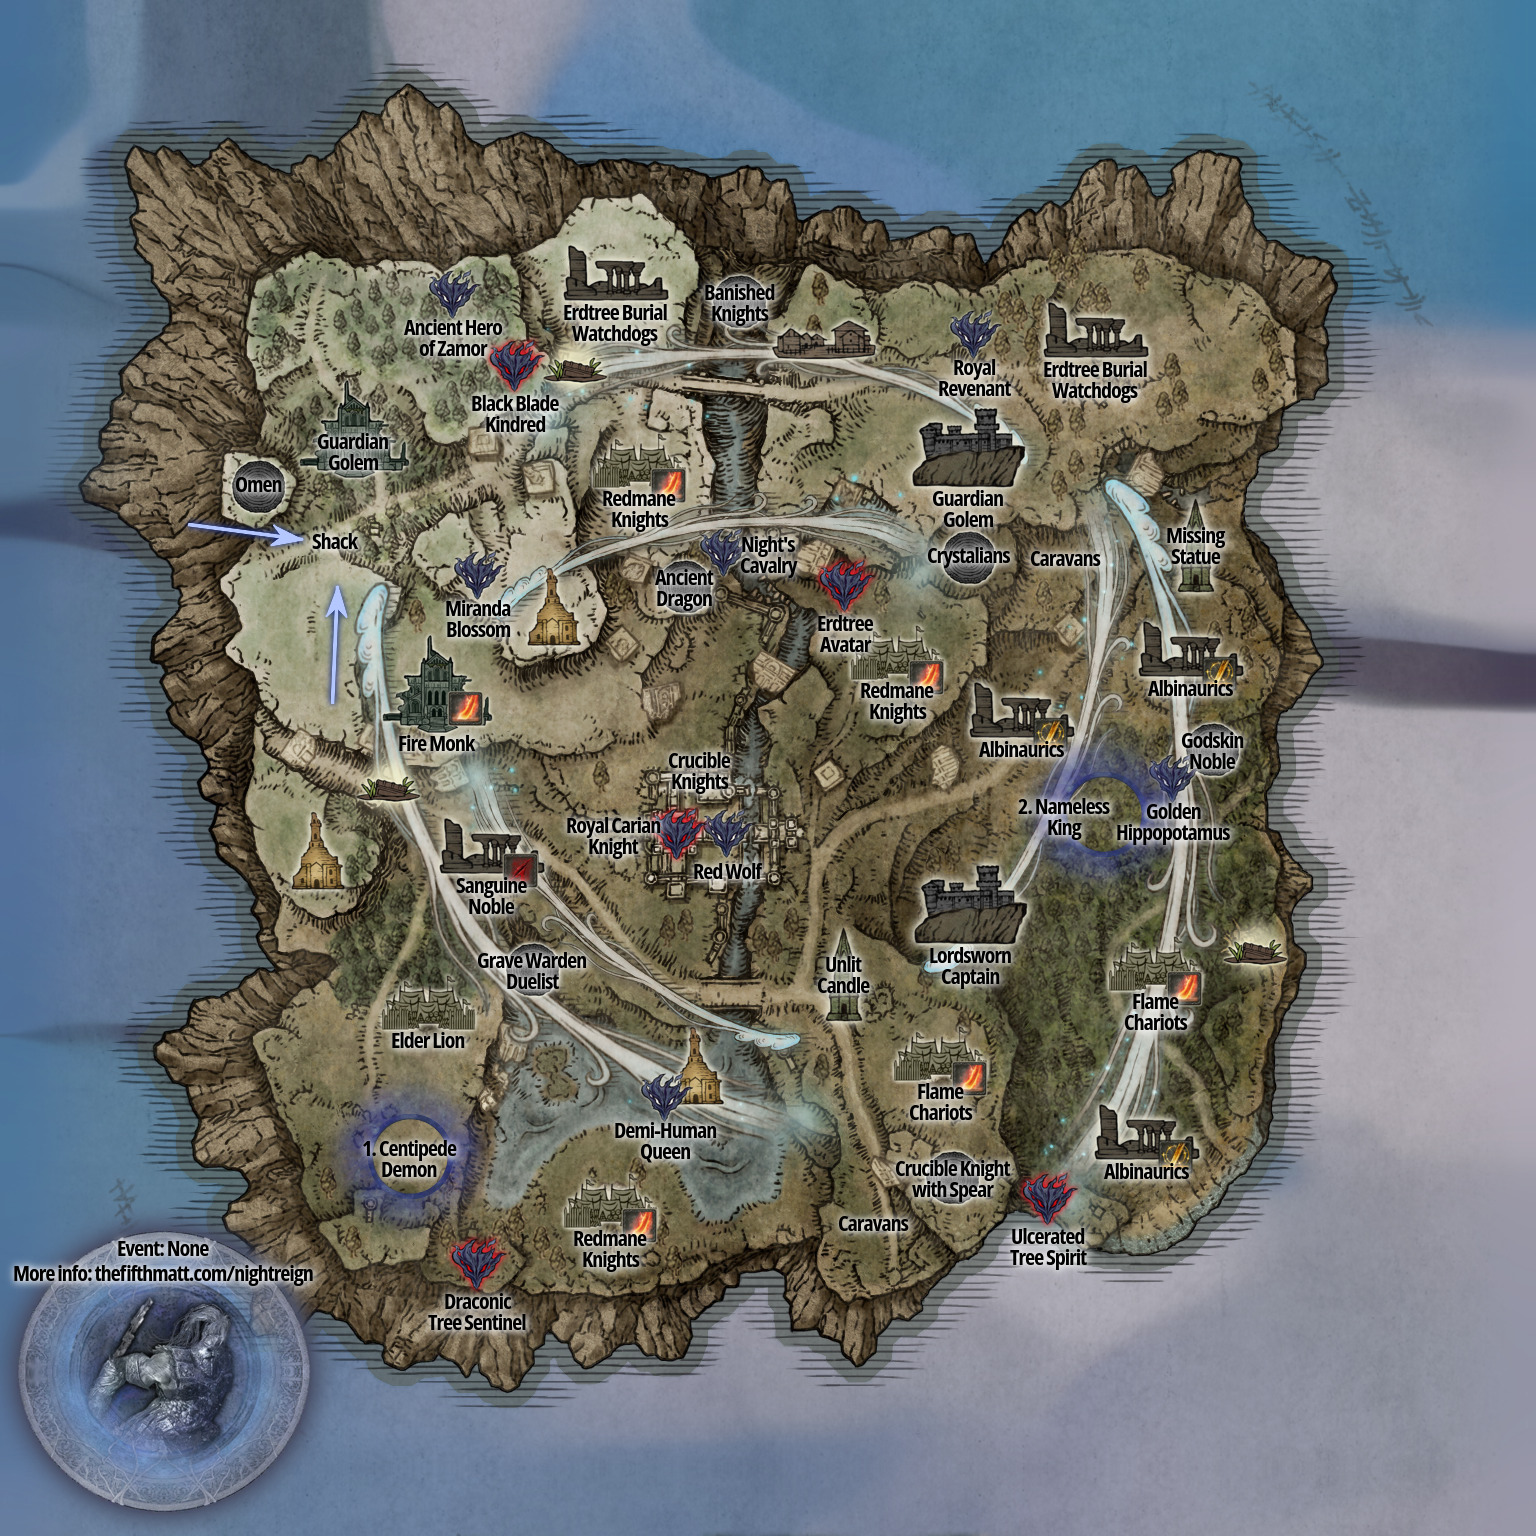 Ancient Hero
of Zamor
Erdtree Burial
Watchdogs
Banished
Knights
Royal
Revenant
Erdtree Burial
Watchdogs
Black Blade
Kindred
Guardian
Golem
Omen
Redmane
Knights
Guardian
Golem
Shack
Night's
Cavalry
Crystalians
Caravans
Missing
Statue
Ancient
Dragon
Miranda
Blossom
Erdtree
Avatar
Redmane
Knights
Albinaurics
Fire Monk
Albinaurics
Godskin
Noble
Crucible
Knights
2. Nameless
King
Golden
Hippopotamus
Royal Carian
Knight
Red Wolf
Sanguine
Noble
Grave Warden
Duelist
Unlit
Candle
Lordsworn
Captain
Flame
Chariots
Elder Lion
Flame
Chariots
Demi-Human
Queen
1. Centipede
Demon
Crucible Knight
with Spear
Albinaurics
Caravans
Redmane
Knights
Ulcerated
Tree Spirit
Event: None
More info: thefifthmatt.com/nightreign
Draconic
Tree Sentinel